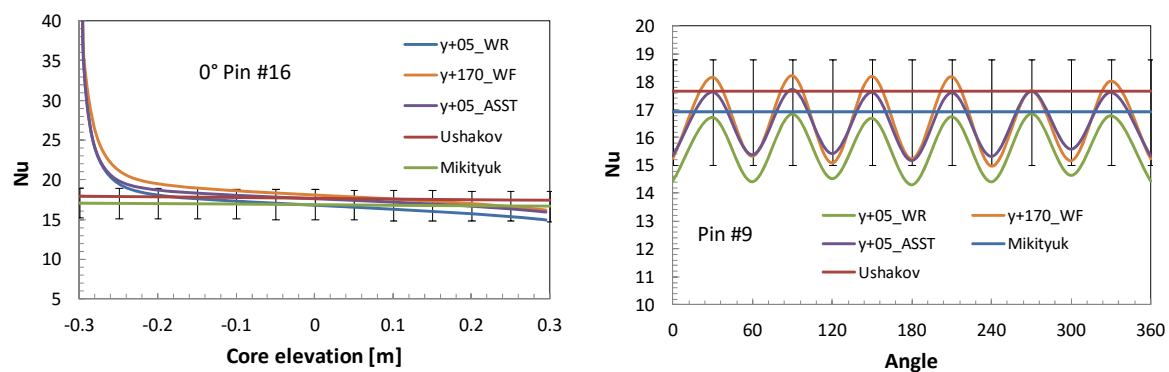 40
35
30
25
20
15
10
5
Nu
0° Pin #16
y+05_WR
y+170_WF
y+05_ASST
Ushakov
Mikityuk
-0.3 -0.2 -0.1 0 0.1 0.2 0.3
Core elevation [m]
20
19
18
17
16
15
14
13
12
11
10
Nu
Pin #9
y+05_WR y+170_WF
y+05_ASST Mikityuk
Ushakov
0 60 120 180 240 300 360
Angle